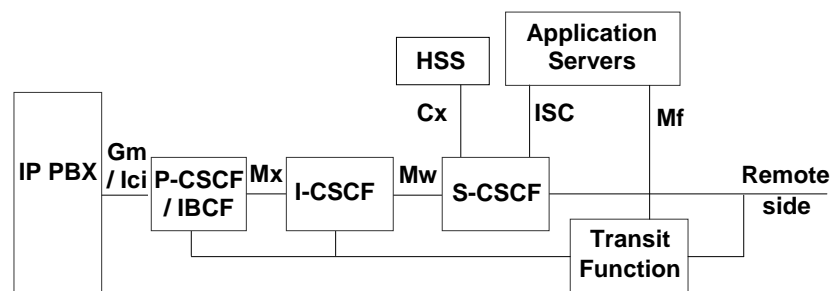 Application
Servers
HSS
Cx
ISC
Mf
IP PBX
Gm
/ Ici
P-CSCF
/ IBCF
Mx
I-CSCF
Mw
S-CSCF
Remote
side
Transit
Function